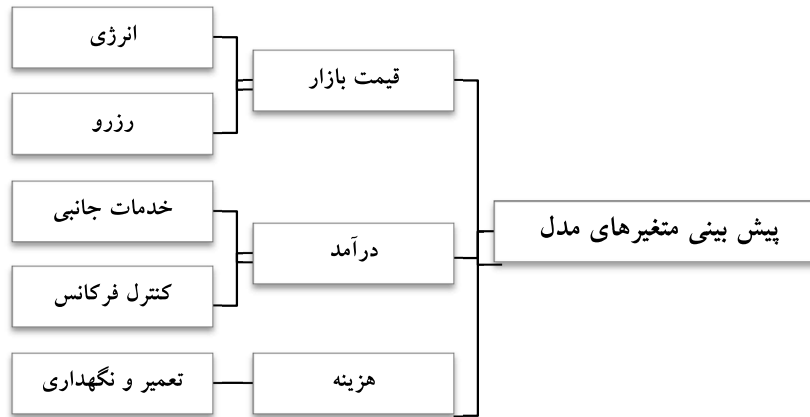 پیش بینی متغیرهای مدل
قیمت بازار
انرژی
رزرو
درآمد
خدمات جانبی
کنترل فرکانس
هزینه
تعمیر و نگهداری